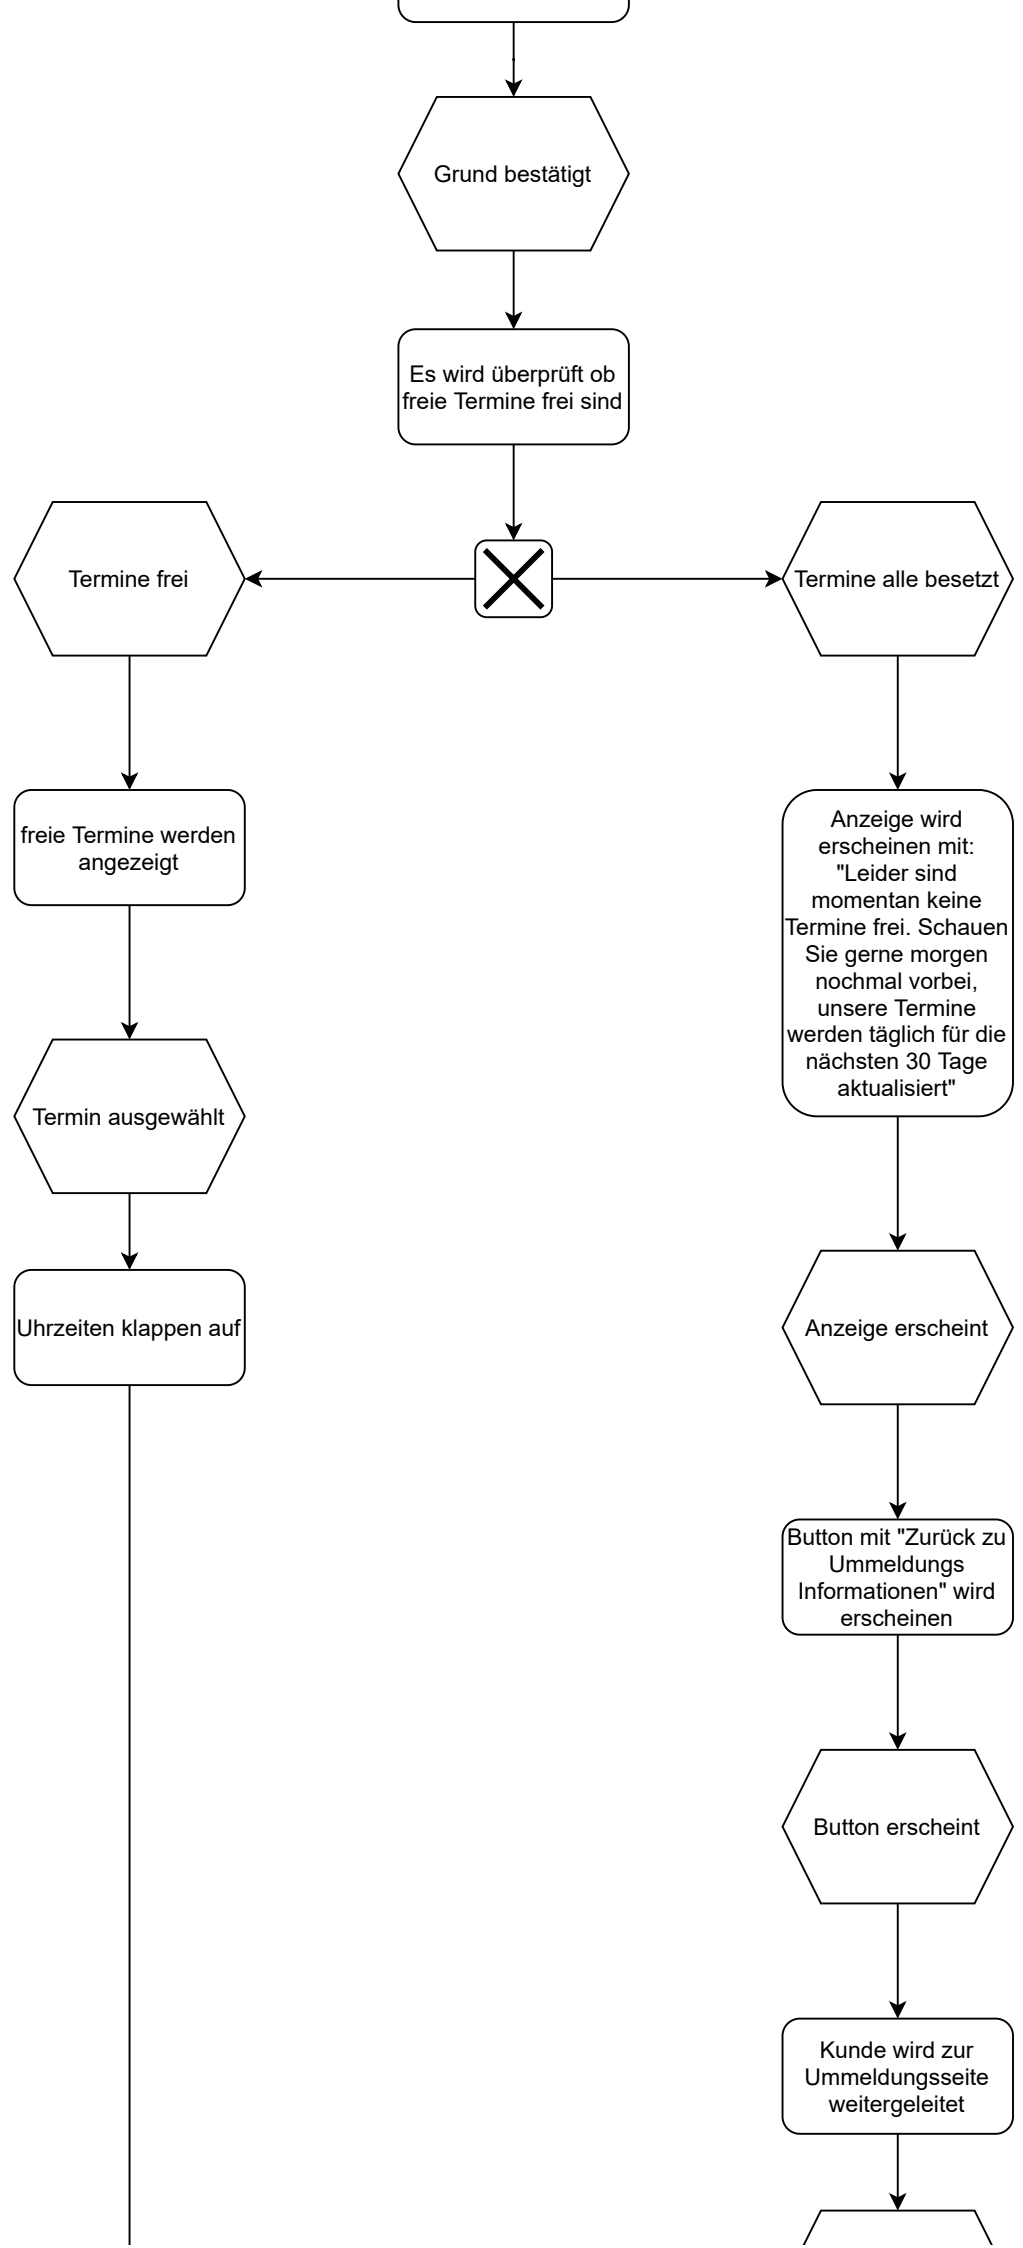 Grund bestätigt
Es wird überprüft ob
freie Termine frei sind
Termine frei
Termine alle besetzt
freie Termine werden
angezeigt
Anzeige wird
erscheinen mit:
"Leider sind
momentan keine
Termine frei. Schauen
Sie gerne morgen
nochmal vorbei,
unsere Termine
werden täglich für die
nächsten 30 Tage
aktualisiert"
Termin ausgewählt
Uhrzeiten klappen auf
Anzeige erscheint
Button mit "Zurück zu
Ummeldungs
Informationen" wird
erscheinen
Button erscheint
Kunde wird zur
Ummeldungsseite
weitergeleitet